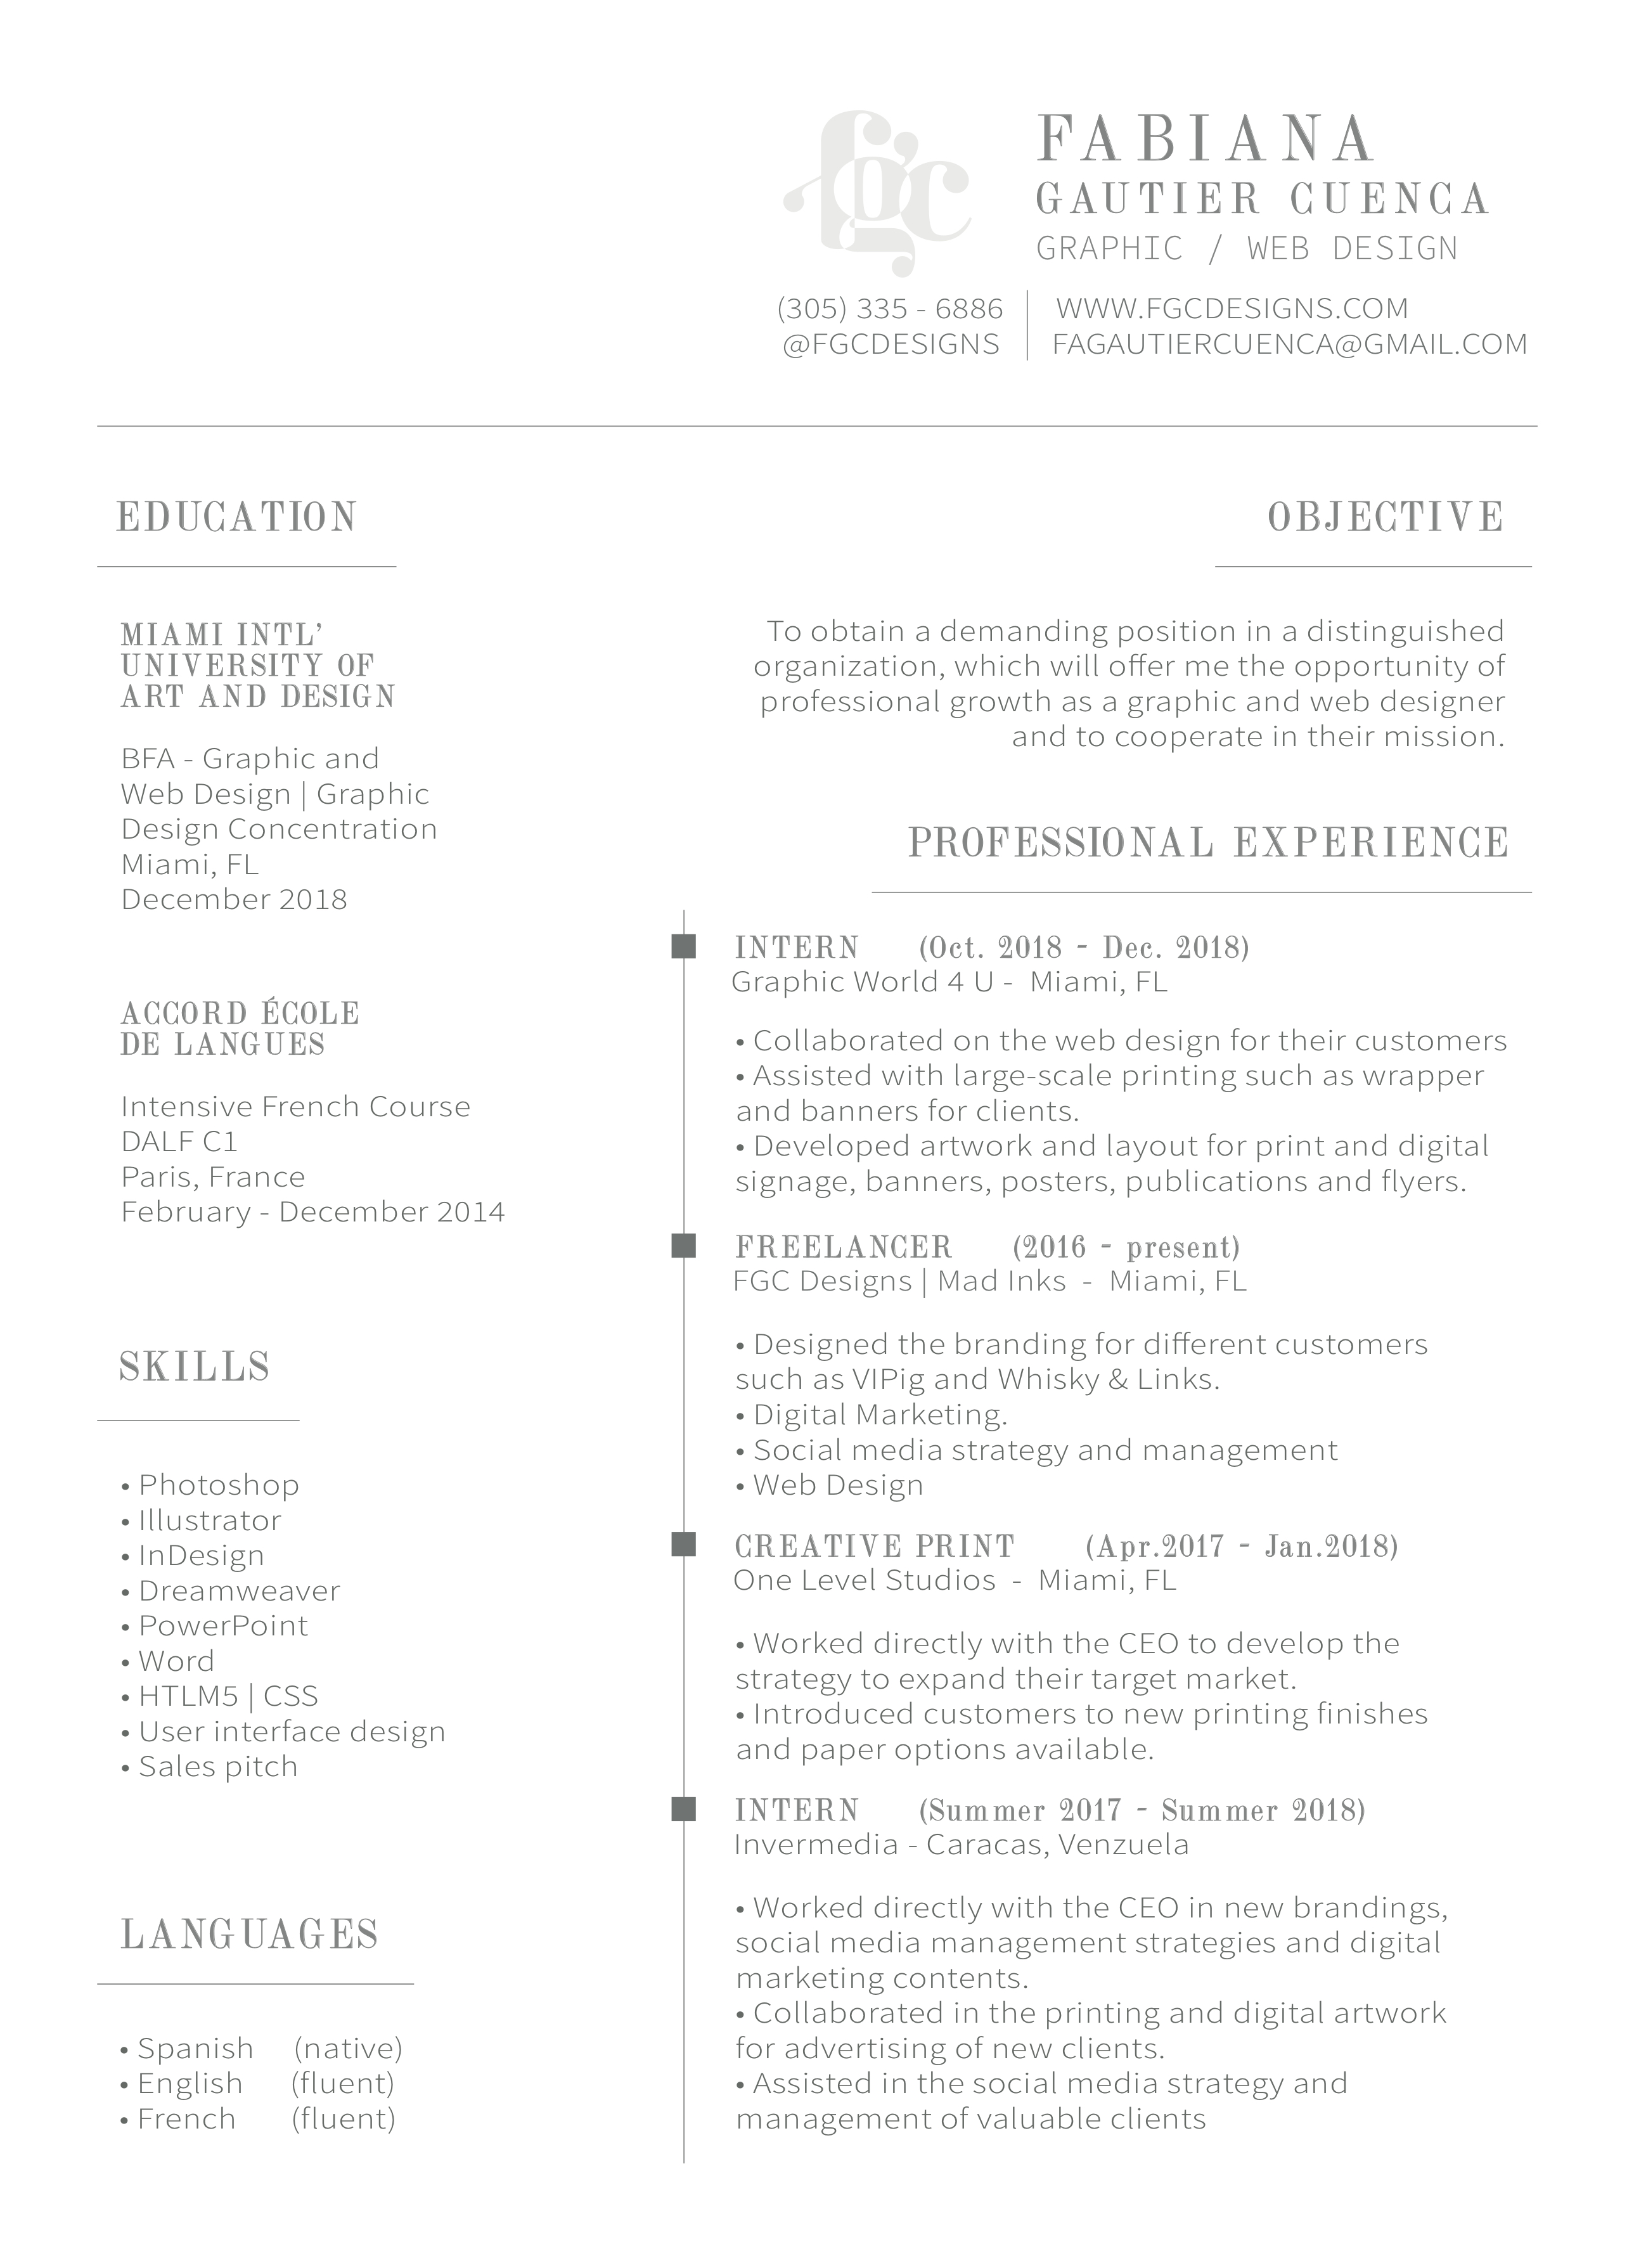 fgc
FABIANA
GAUTIER CUENCA
GRAPHIC / WEB DESIGN
(305) 335 - 6886
@FGCDESIGNS
WWW.FGCDESIGNS.COM
FAGAUTIERCUENCA@GMAIL.COM
EDUCATION
MIAMI INTL'
UNIVERSITY OF
ART AND DESIGN
BFA - Graphic and
Web Design | Graphic
Design Concentration
Miami, FL
December 2018
ACCORD ÉCOLE
DE LANGUES
Intensive French Course
DALF C1
Paris, France
February - December 2014
SKILLS
• Photoshop
• Illustrator
• InDesign
• Dreamweaver
• PowerPoint
• Word
• HTLM5 | CSS
• User interface design
• Sales pitch
LANGUAGES
• Spanish (native)
• English (fluent)
• French (fluent)
OBJECTIVE
To obtain a demanding position in a distinguished
organization, which will offer me the opportunity of
professional growth as a graphic and web designer
and to cooperate in their mission.
PROFESSIONAL EXPERIENCE
INTERN (Oct. 2018 - Dec. 2018)
Graphic World 4 U - Miami, FL
• Collaborated on the web design for their customers
• Assisted with large-scale printing such as wrapper
and banners for clients.
• Developed artwork and layout for print and digital
signage, banners, posters, publications and flyers.
FREELANCER (2016 - present)
FGC Designs | Mad Inks - Miami, FL
• Designed the branding for different customers
such as VIPig and Whisky & Links.
• Digital Marketing.
• Social media strategy and management
• Web Design
CREATIVE PRINT (Apr.2017 - Jan.2018)
One Level Studios - Miami, FL
• Worked directly with the CEO to develop the
strategy to expand their target market.
• Introduced customers to new printing finishes
and paper options available.
INTERN (Summer 2017 - Summer 2018)
Invermedia - Caracas, Venzuela
• Worked directly with the CEO in new brandings,
social media management strategies and digital
marketing contents.
• Collaborated in the printing and digital artwork
for advertising of new clients.
• Assisted in the social media strategy and
management of valuable clients